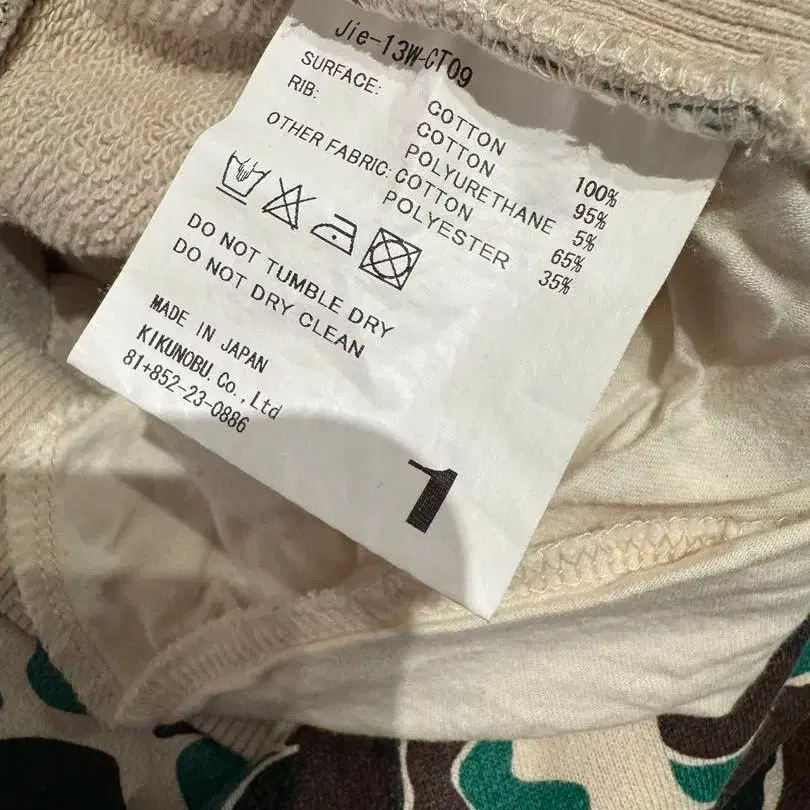 Jie-13W-CT09
SURFACE: COTTON 100%
RIB: COTTON 95%
POLYURETHANE 5%
OTHER FABRIC: COTTON 65%
POLYESTER 35%
DO NOT TUMBLE DRY
DO NOT DRY CLEAN
MADE IN JAPAN
KIKUNOBU Co.,Ltd
81+852-23-0886
1